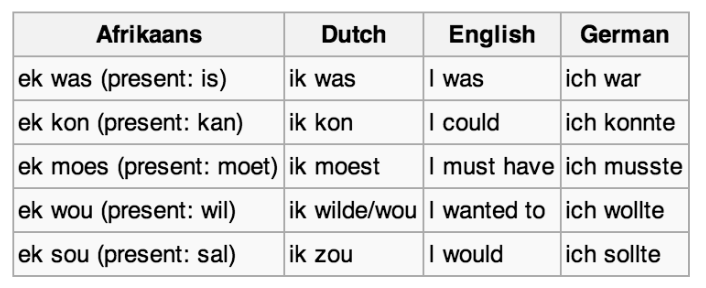 Afrikaans Dutch English German
ek was (present: is) ik was I was ich war
ek kon (present: kan) ik kon I could ich konnte
ek moes (present: moet) ik moest I must have ich musste
ek wou (present: wil) ik wilde/wou I wanted to ich wollte
ek sou (present: sal) ik zou I would ich sollte